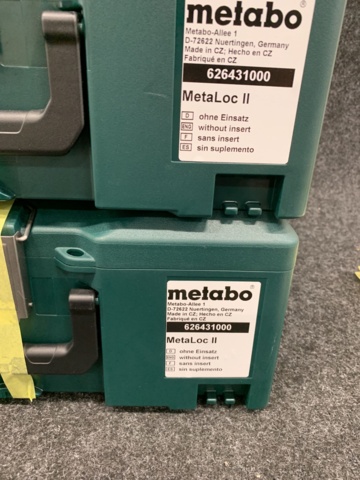 metabo
Metabo-Allee 1
D-72622 Nuertingen, Germany
Made in CZ; Hecho en CZ
Fabriqué en CZ
626431000
MetaLoc II
D ohne Einsatz
ENG without insert
F sans insert
ES sin suplemento
metabo
Metabo-Allee 1
D-72622 Nuertingen, Germany
Made in CZ; Hecho en CZ
Fabriqué en CZ
626431000
MetaLoc II
D ohne Einsatz
ENG without insert
F sans insert
ES sin suplemento